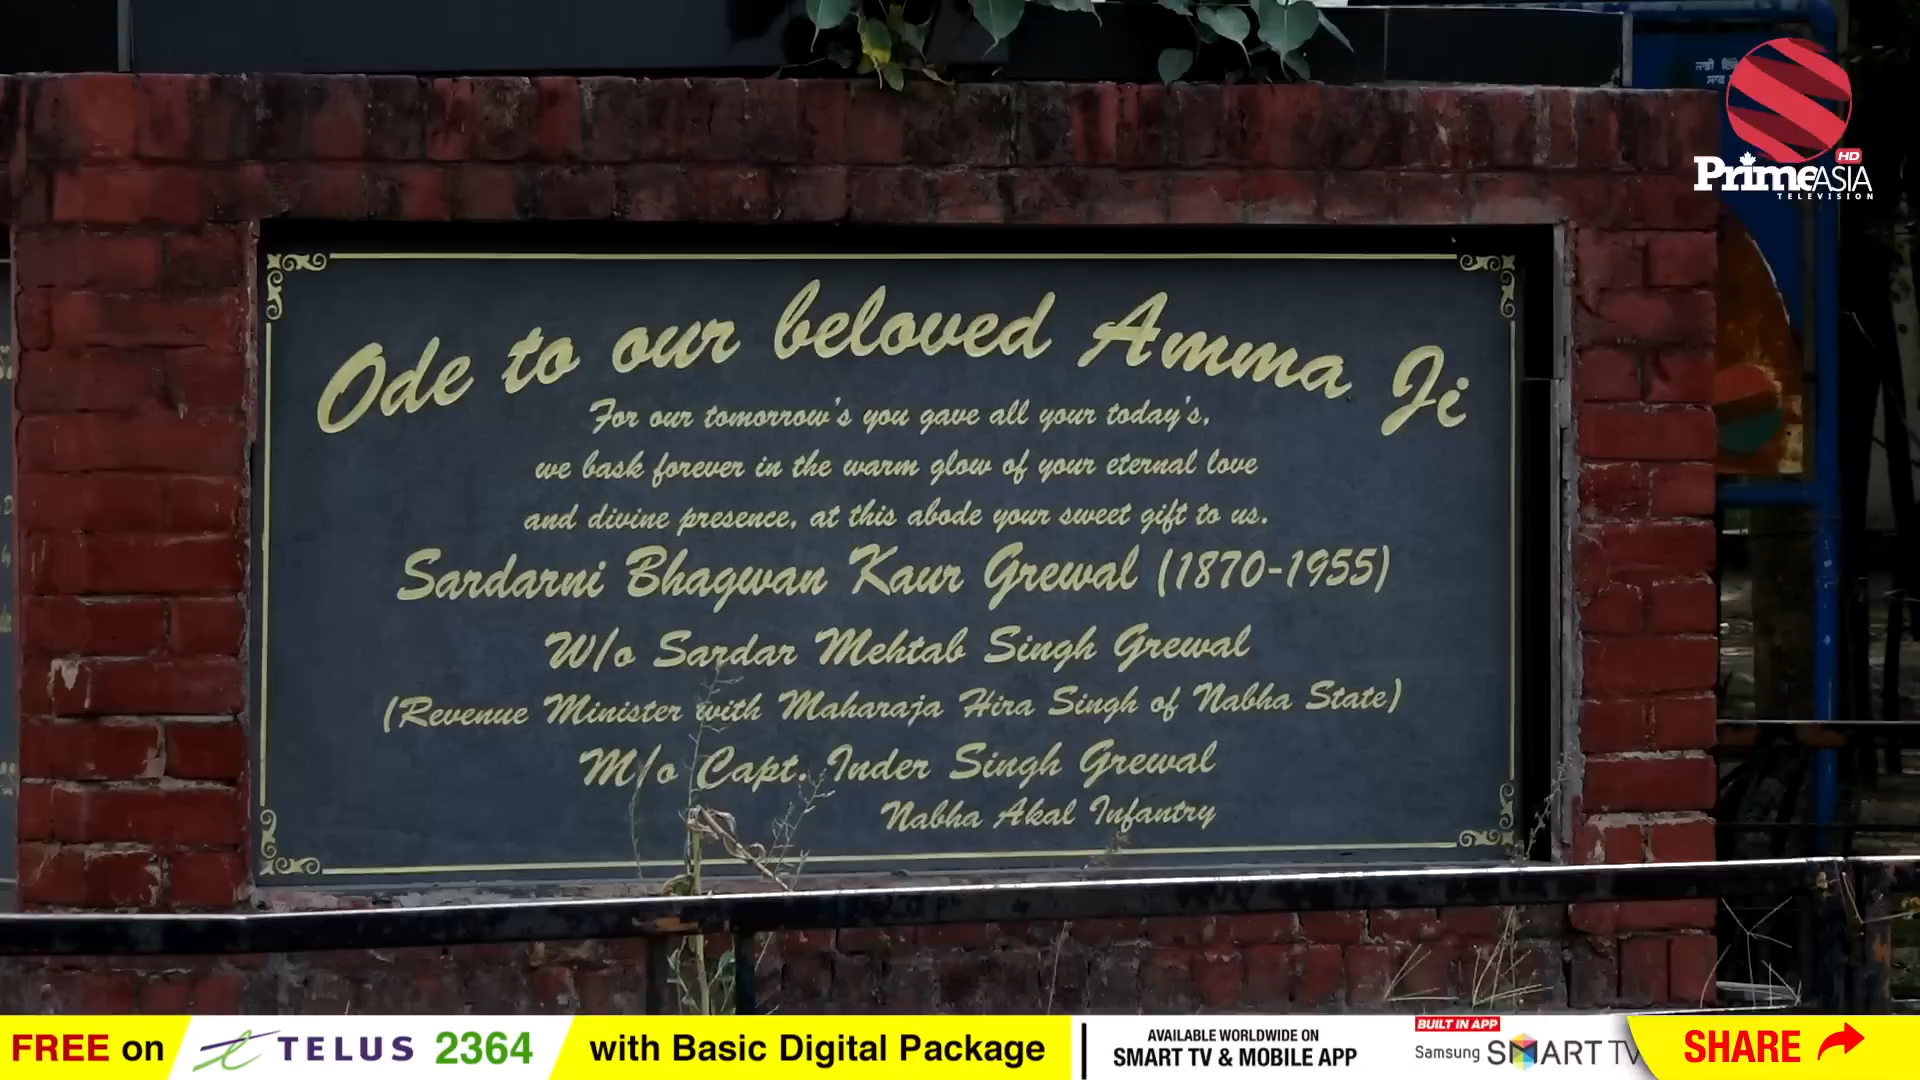 Prime ASIA HD
TELEVISION
Ode to our beloved Amma Ji
For our tomorrow's you gave all your today's,
we bask forever in the warm glow of your eternal love
and divine presence, at this abode your sweet gift to us.
Sardarni Bhagwan Kaur Grewal (1870-1955)
W/o Sardar Mehtab Singh Grewal
(Revenue Minister with Maharaja Hira Singh of Nabha State)
M/o Capt. Inder Singh Grewal
Nabha Akal Infantry
FREE on TELUS 2364 with Basic Digital Package
AVAILABLE WORLDWIDE ON
SMART TV & MOBILE APP
BUILT IN APP
Samsung SMART TV
SHARE